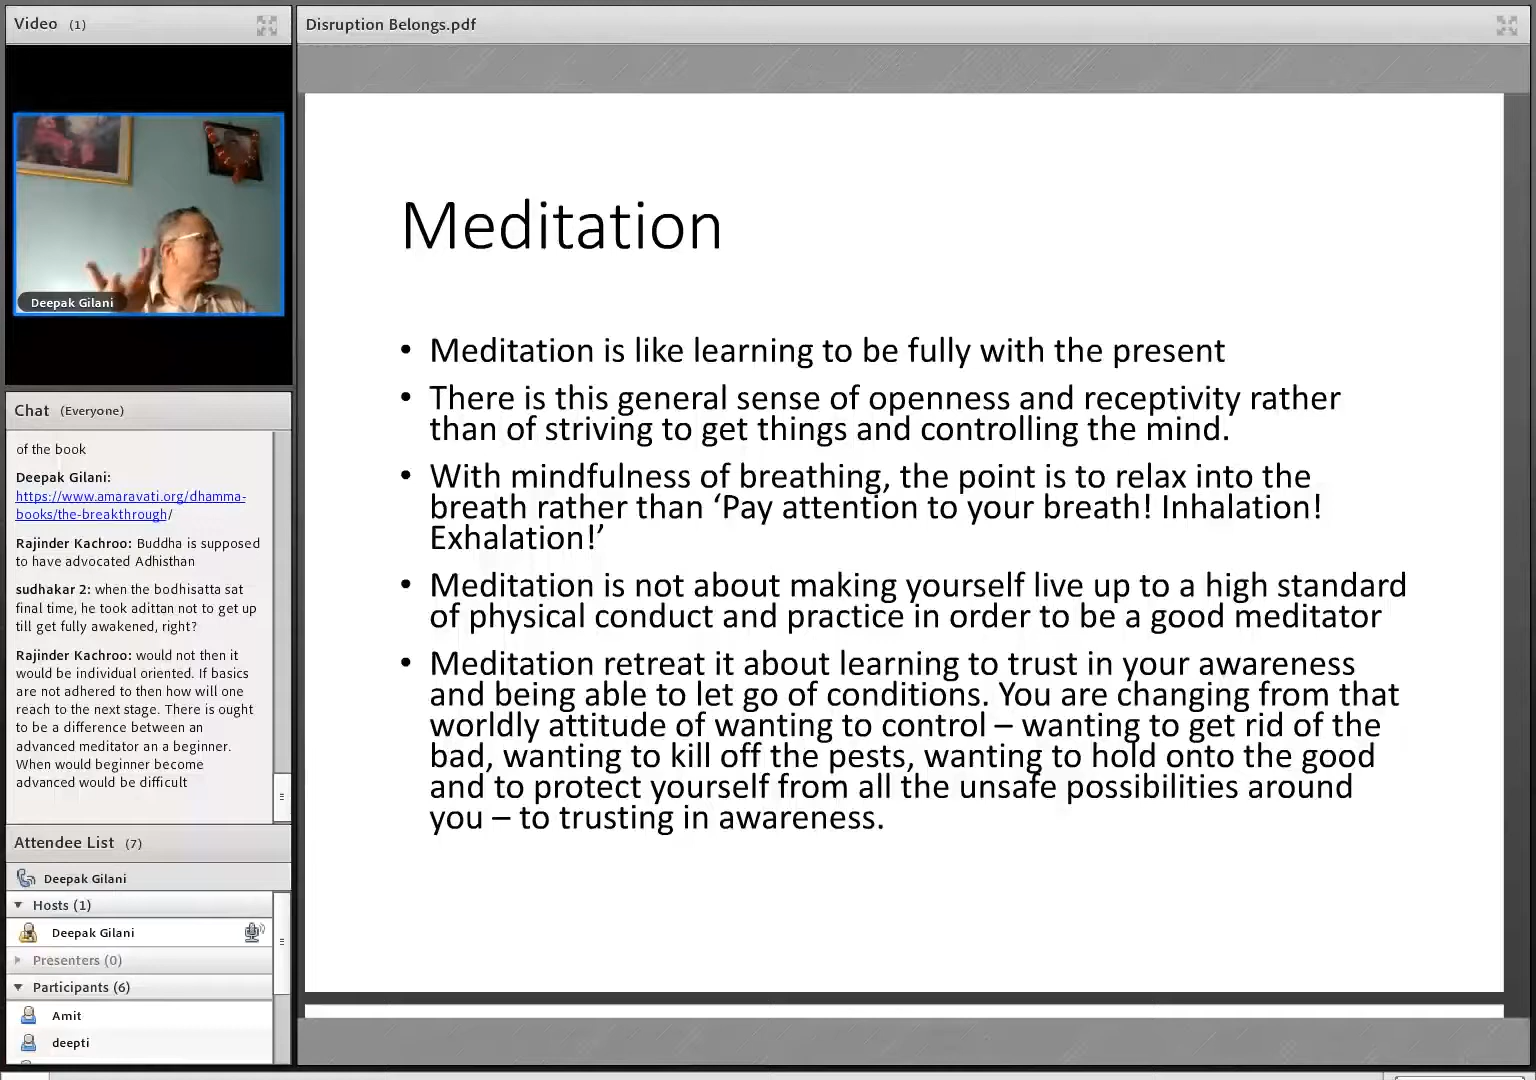 Video (1)
Deepak Gilani
Chat (Everyone)
of the book
Deepak Gilani:
https://www.amaravati.org/dhamma-
books/the-breakthrough/
Rajinder Kachroo: Buddha is supposed
to have advocated Adhisthan
sudhakar 2: when the bodhisatta sat
final time, he took adittan not to get up
till get fully awakened, right?
Rajinder Kachroo: would not then it
would be individual oriented. If basics
are not adhered to then how will one
reach to the next stage. There is ought
to be a difference between an
advanced meditator an a beginner.
When would beginner become
advanced would be difficult
Attendee List (7)
Deepak Gilani
Hosts (1)
Deepak Gilani
Presenters (0)
Participants (6)
Amit
deepti
Disruption Belongs.pdf
Meditation
• Meditation is like learning to be fully with the present
• There is this general sense of openness and receptivity rather
than of striving to get things and controlling the mind.
• With mindfulness of breathing, the point is to relax into the
breath rather than ‘Pay attention to your breath! Inhalation!
Exhalation!’
• Meditation is not about making yourself live up to a high standard
of physical conduct and practice in order to be a good meditator
• Meditation retreat it about learning to trust in your awareness
and being able to let go of conditions. You are changing from that
worldly attitude of wanting to control – wanting to get rid of the
bad, wanting to kill off the pests, wanting to hold onto the good
and to protect yourself from all the unsafe possibilities around
you – to trusting in awareness.